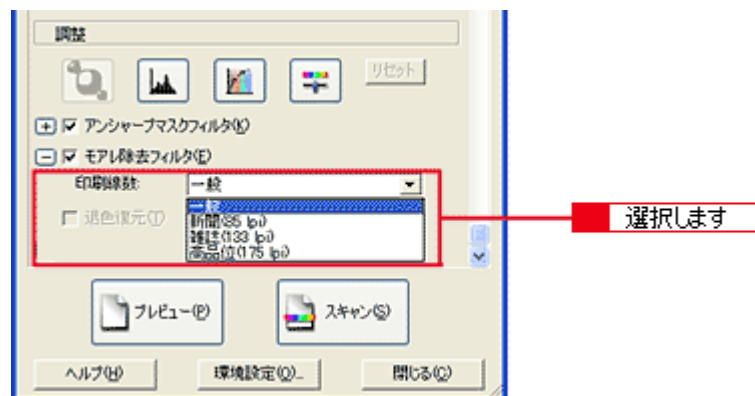 調整
リセット
アンシャープマスクフィルタ(K)
モアレ除去フィルタ(E)
印刷線数: 一般
一般
退色復元(T)
新聞(85 lpi)
雑誌(133 lpi)
高品位(175 lpi)
選択します
プレビュー(P) スキャン(S)
ヘルプ(H) 環境設定(O)... 閉じる(C)